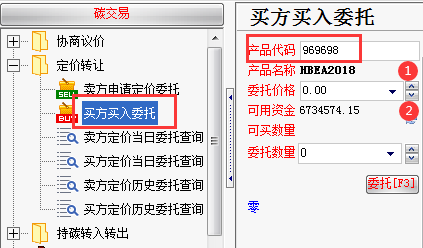 碳交易
协商议价
定价转让
SELL
卖方申请定价委托
BUY
买方买入委托
卖方定价当日委托查询
买方定价当日委托查询
卖方定价历史委托查询
买方定价历史委托查询
持碳转入转出
买方买入委托
产品代码 969698
产品名称 HBEA2018 1
委托价格 0.00
可用资金 6734574.15 2
可买数量
委托数量 0
委托[F3]
零